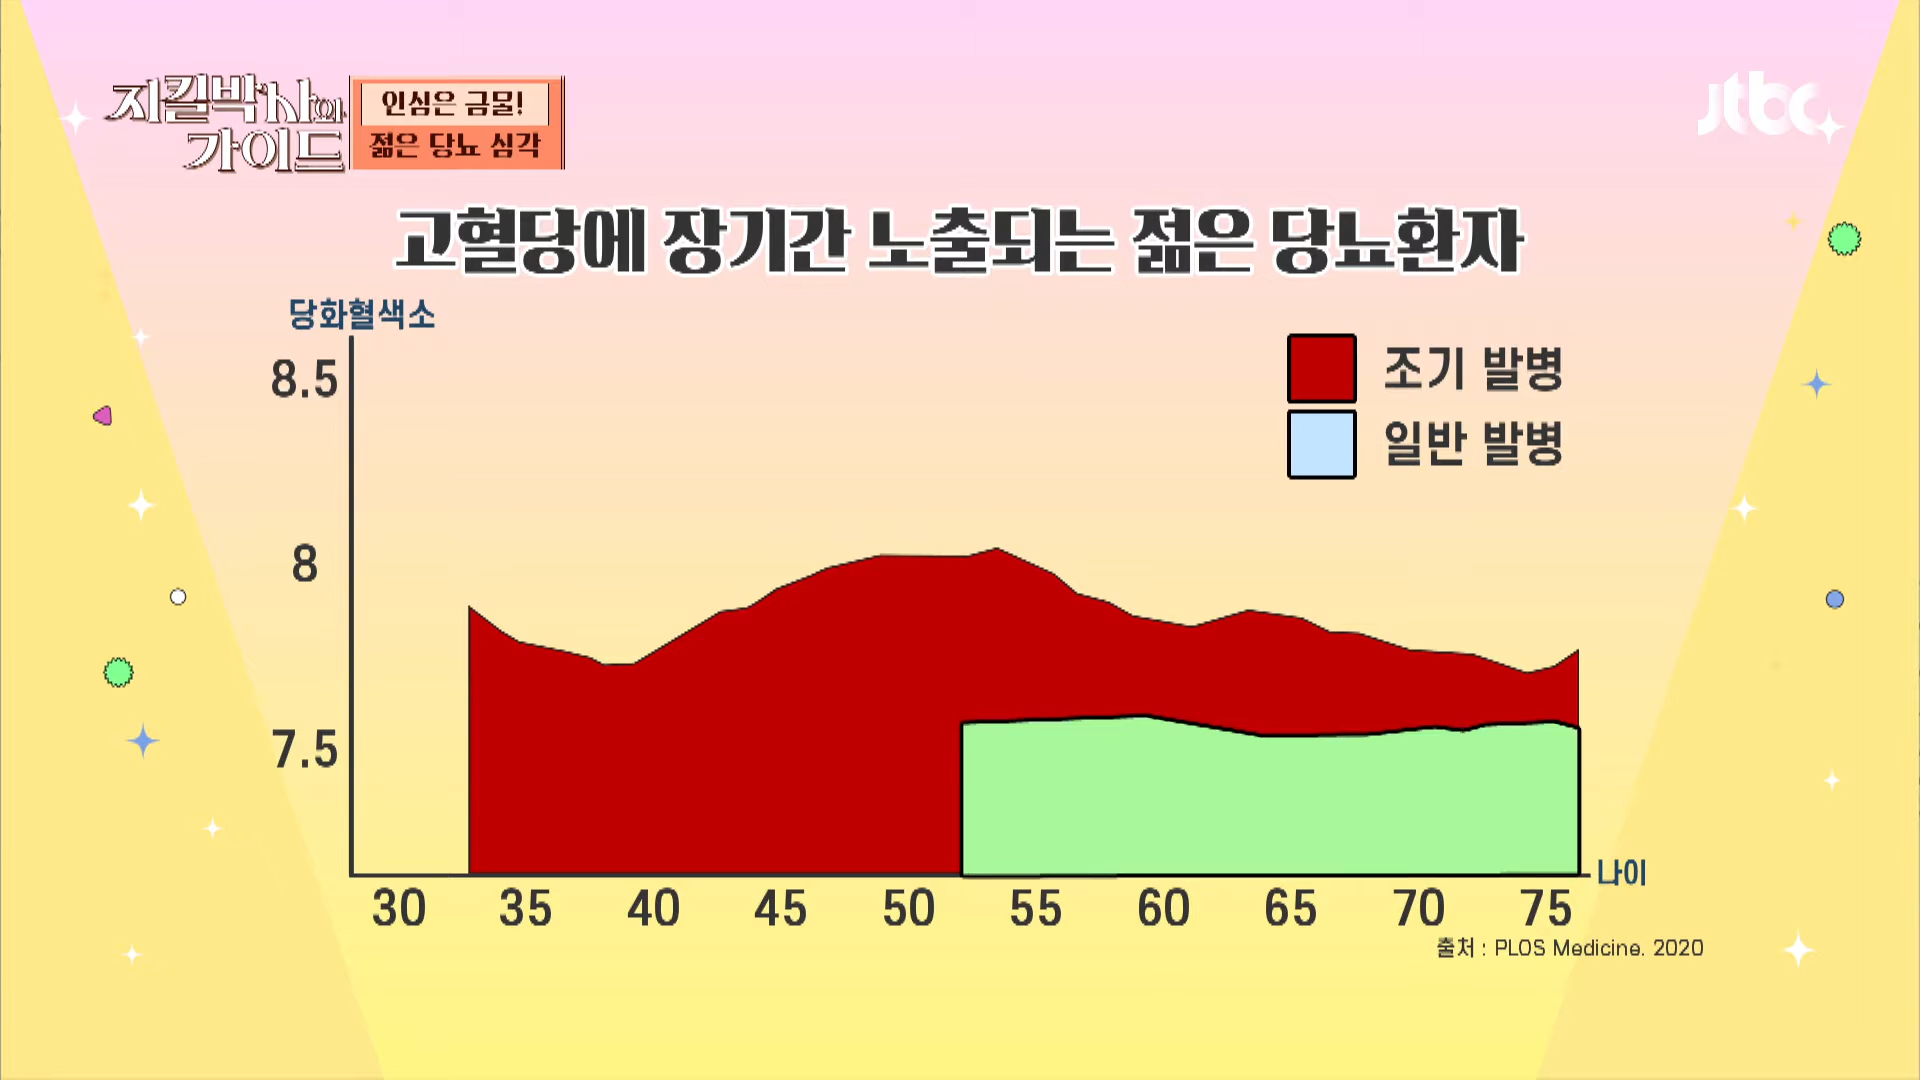 지킬박사와
가이드
안심은 금물!
젊은 당뇨 심각
jtbc
고혈당에 장기간 노출되는 젊은 당뇨환자
당화혈색소
8.5
8
7.5
조기 발병
일반 발병
30 35 40 45 50 55 60 65 70 75
나이
출처 : PLOS Medicine. 2020